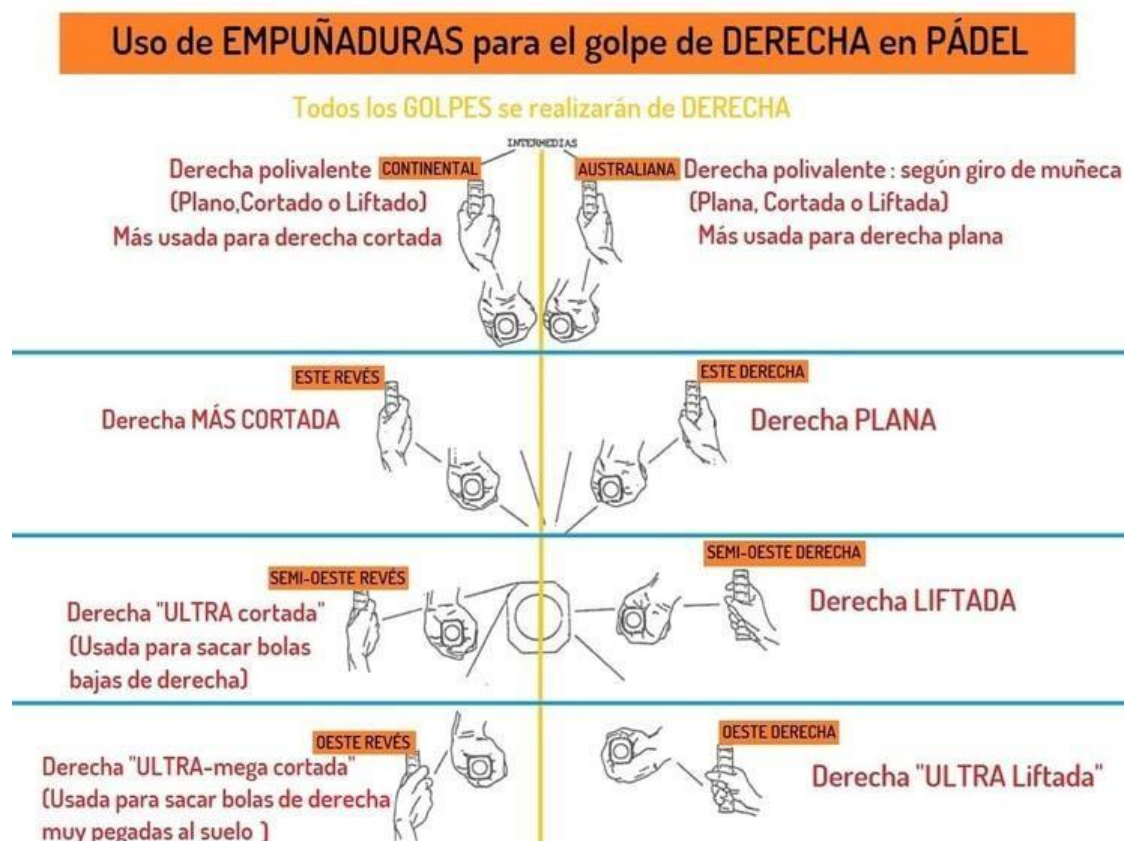 Uso de EMPUÑADURAS para el golpe de DERECHA en PÁDEL
Todos los GOLPES se realizarán de DERECHA
INTERMEDIAS
Derecha polivalente
(Plano,Cortado o Liftado)
Más usada para derecha cortada
CONTINENTAL
AUSTRALIANA
Derecha polivalente : según giro de muñeca
(Plana, Cortada o Liftada)
Más usada para derecha plana
ESTE REVÉS
Derecha MÁS CORTADA
ESTE DERECHA
Derecha PLANA
SEMI-OESTE REVÉS
Derecha "ULTRA cortada"
(Usada para sacar bolas
bajas de derecha)
SEMI-OESTE DERECHA
Derecha LIFTADA
OESTE REVÉS
Derecha "ULTRA-mega cortada"
(Usada para sacar bolas de derecha
muy pegadas al suelo )
OESTE DERECHA
Derecha "ULTRA Liftada"